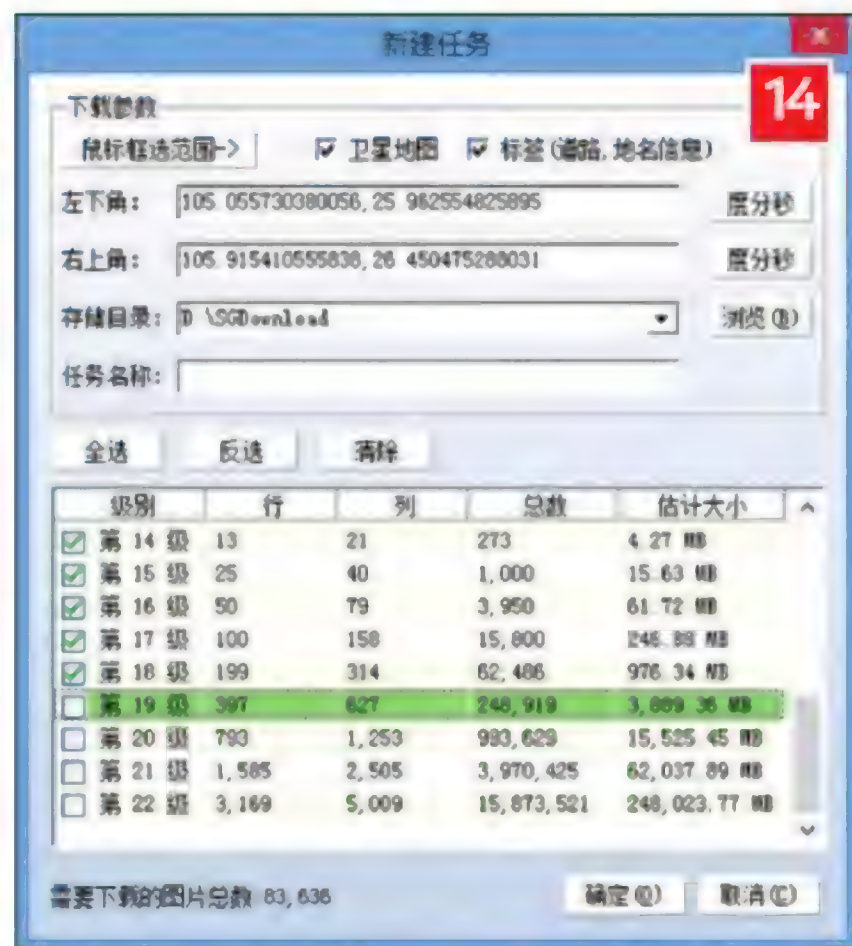 新建任务
14
下载参数
鼠标框选范围-> 卫星地图 标签(道路,地名信息)
左下角: 105.055730380056,25.982554825895 度分秒
右上角: 105.915410555838,26.450475288031 度分秒
存储目录: D:\SGDownload 浏览(B)
任务名称:
全选 反选 清除
级别 行 列 总数 估计大小
第 14 级 13 21 273 4.27 MB
第 15 级 25 40 1,000 15.63 MB
第 16 级 50 79 3,950 61.72 MB
第 17 级 100 158 15,800 246.88 MB
第 18 级 199 314 62,486 976.34 MB
第 19 级 397 627 248,919 3,889.36 MB
第 20 级 793 1,253 993,629 15,525.45 MB
第 21 级 1,585 2,505 3,970,425 62,037.89 MB
第 22 级 3,169 5,009 15,873,521 248,023.77 MB
需要下载的图片总数 83,636 确定(O) 取消(C)